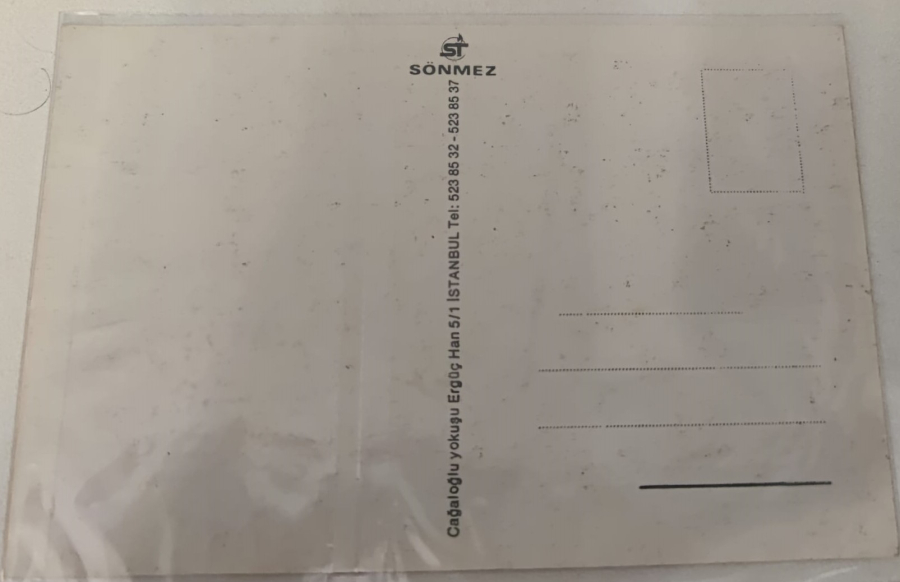 ST
SÖNMEZ
Cağaloğlu yokuşu Ergüç Han 5/1 İSTANBUL Tel: 523 85 32 - 523 85 37